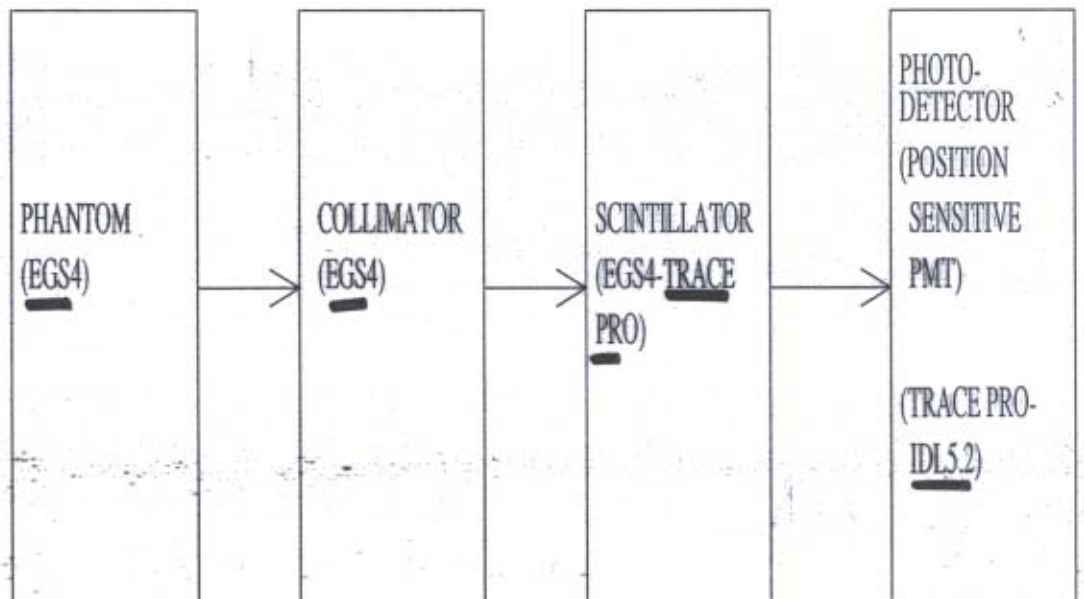 PHANTOM
(EGS4)
COLLIMATOR
(EGS4)
SCINTILLATOR
(EGS4-TRACE
PRO)
PHOTO-
DETECTOR
(POSITION
SENSITIVE
PMT)
(TRACE PRO-
IDL5.2)